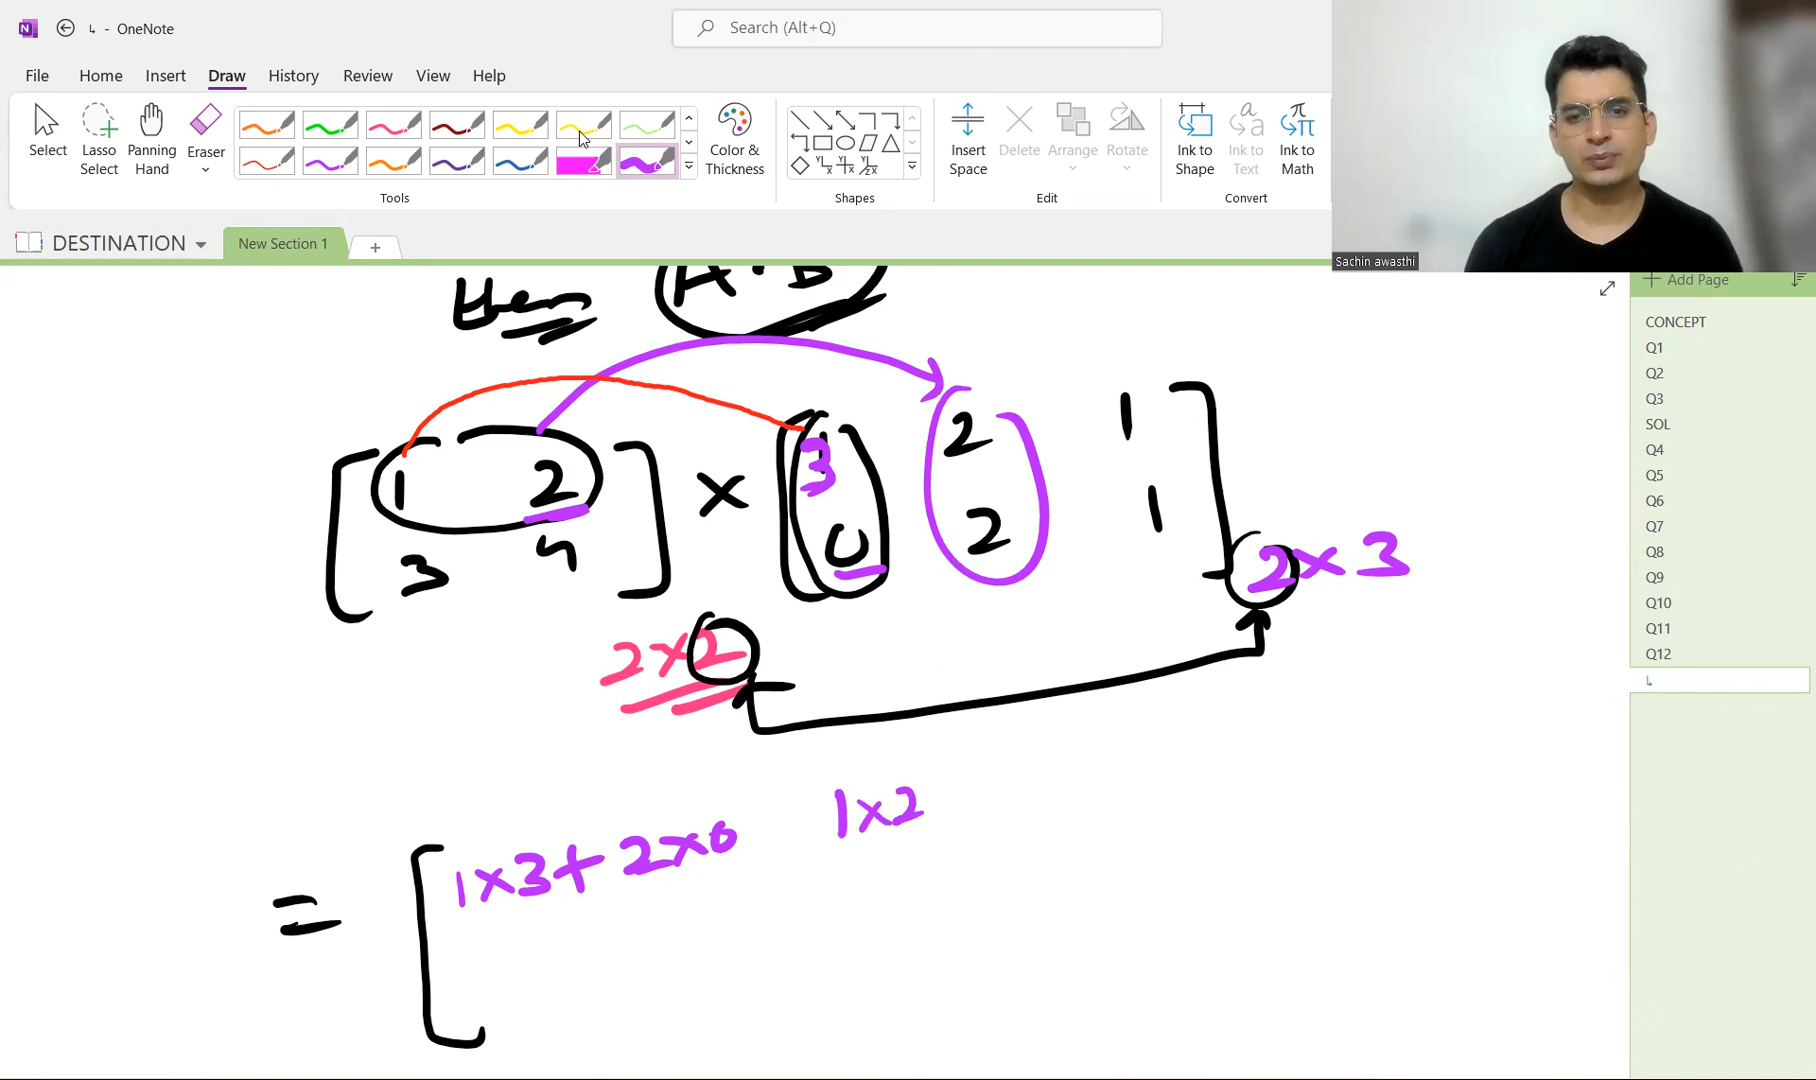 ↳ - OneNote
Search (Alt+Q)
File Home Insert Draw History Review View Help
Select
Lasso Select
Panning Hand
Eraser
Tools
Color & Thickness
Shapes
Insert Space
Delete
Arrange
Rotate
Edit
Ink to Shape
Ink to Text
Ink to Math
Convert
Sachin awasthi
DESTINATION
New Section 1
Add Page
CONCEPT
Q1
Q2
Q3
SOL
Q4
Q5
Q6
Q7
Q8
Q9
Q10
Q11
Q12
↳
then (A·B)
[1 2 × [3 2 1
3 4] 0 2 1] 2×3
2×2
1×2
= [1×3+2×0